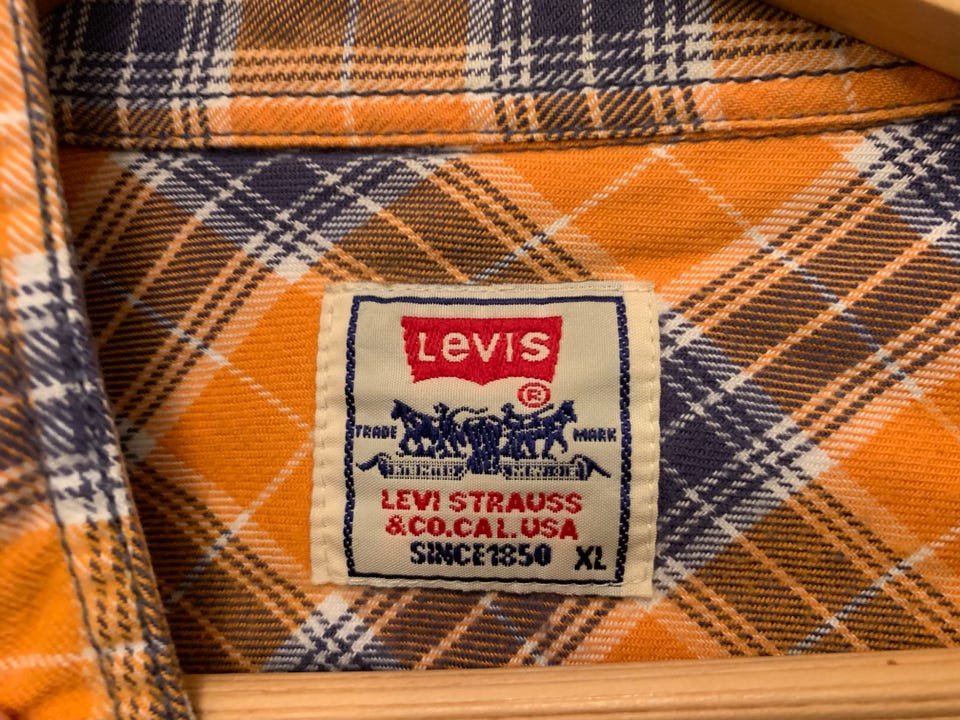 LEVIS
®
TRADE MARK
LEVI STRAUSS
&CO.CAL.USA
SINCE1850 XL